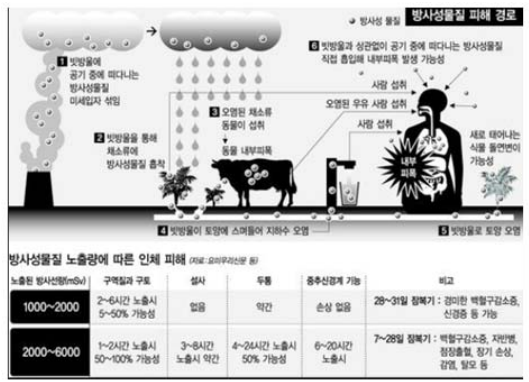 방사성 물질
방사성물질 피해 경로
1 빗방울에
공기 중에 떠다니는
방사성물질
미세입자 섞임
6 빗방울과 상관없이 공기 중에 떠다니는 방사성물질
직접 흡입해 내부피폭 발생 가능성
사람 섭취
3 오염된 채소류
동물이 섭취
동물 내부피폭
오염된 우유 사람 섭취
사람 섭취
2 빗방울을 통해
채소류에
방사성물질 흡착
새로 태어나는
식물 돌연변이
가능성
내부
피폭
4 빗방울이 토양에 스며들어 지하수 오염
5 빗방울로 토양 오염
방사성물질 노출량에 따른 인체 피해 (자료:요미우리신문 등)
노출된 방사선량(mSv) 구역질과 구토 설사 두통 중추신경계 기능 비고
1000~2000
2~6시간 노출시
5~50% 가능성
없음
약간
손상 없음
28~31일 잠복기 : 경미한 백혈구감소증,
신경증 등 가능
2000~6000
1~2시간 노출시
50~100% 가능성
3~8시간
노출시 약간
4~24시간 노출시
50% 가능성
6~20시간
노출시
7~28일 잠복기 : 백혈구감소증, 자반병,
점장출혈, 장기 손상,
감염, 탈모 등